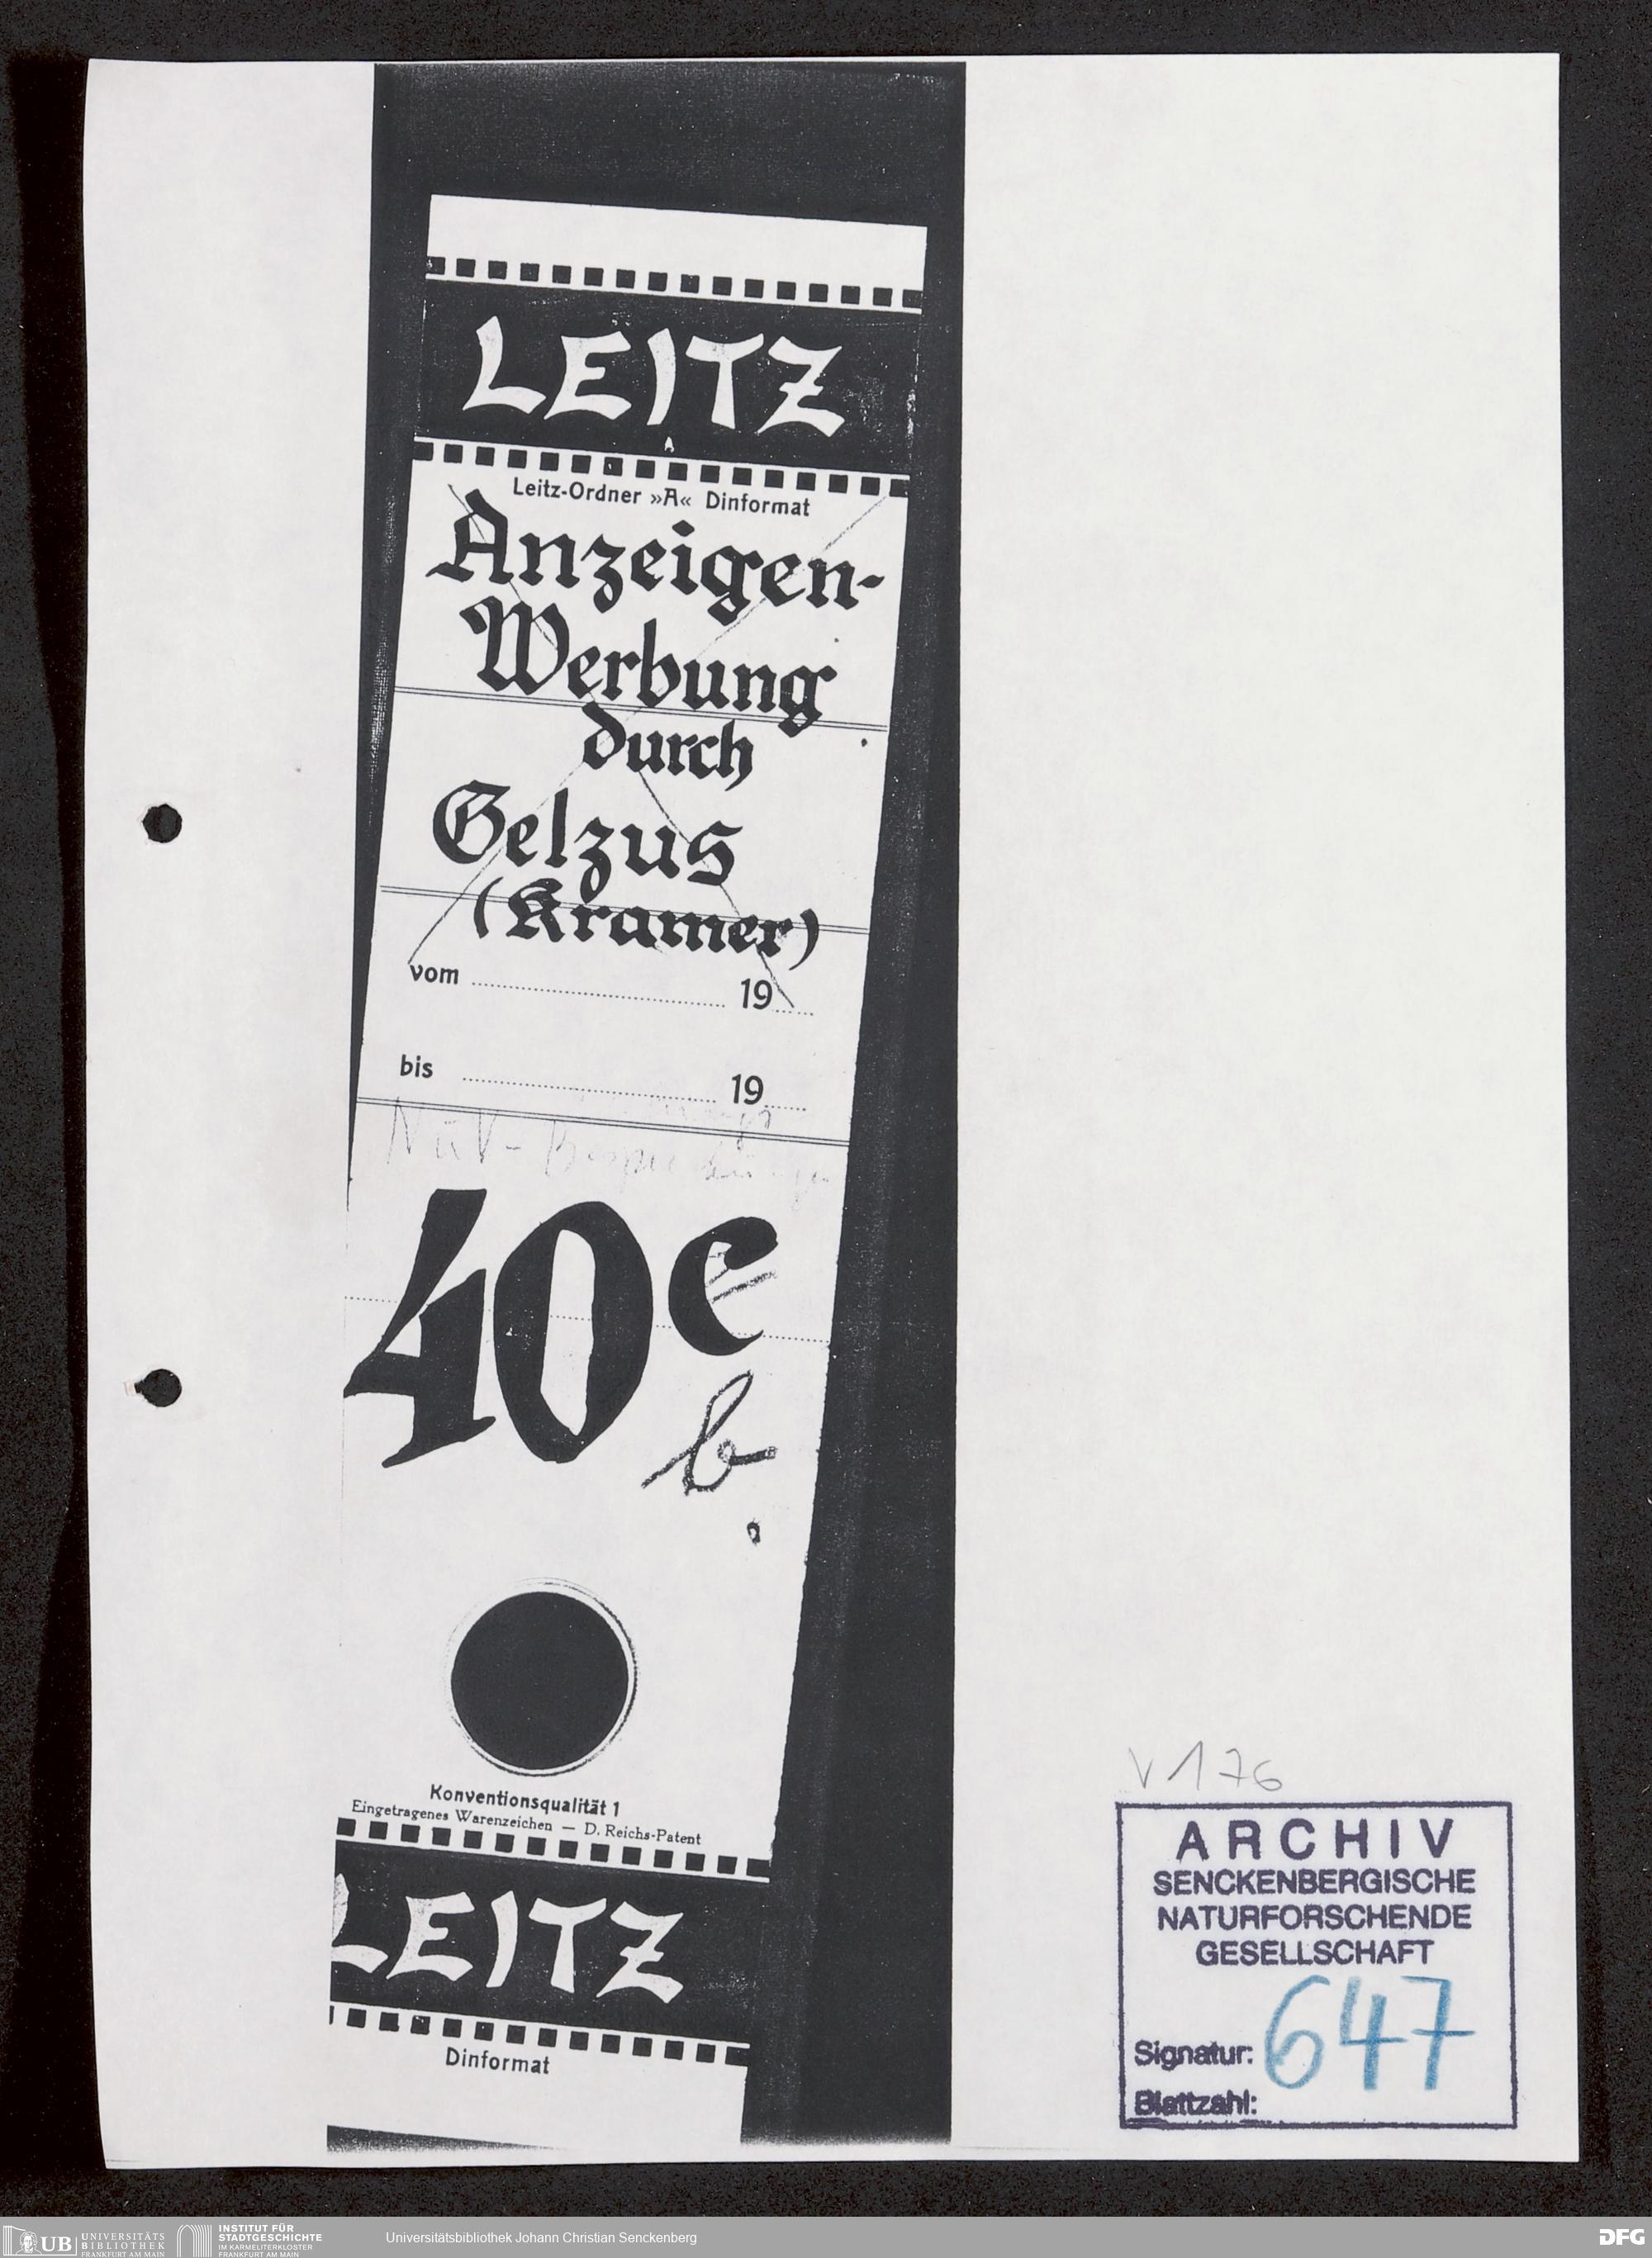 LEITZ
Leitz-Ordner »A« Dinformat
Anzeigen-
Werbung
durch
Gelzus
(Kramer)
vom 19
bis 19
NuV-
40 e
b
Konventionsqualität 1
Eingetragenes Warenzeichen — D. Reichs-Patent
LEITZ
Dinformat
V 176
ARCHIV
SENCKENBERGISCHE
NATURFORSCHENDE
GESELLSCHAFT
Signatur: 647
Blattzahl:
UB UNIVERSITÄTS
BIBLIOTHEK
FRANKFURT AM MAIN
INSTITUT FÜR
STADTGESCHICHTE
IM KARMELITERKLOSTER
FRANKFURT AM MAIN
Universitätsbibliothek Johann Christian Senckenberg
DFG